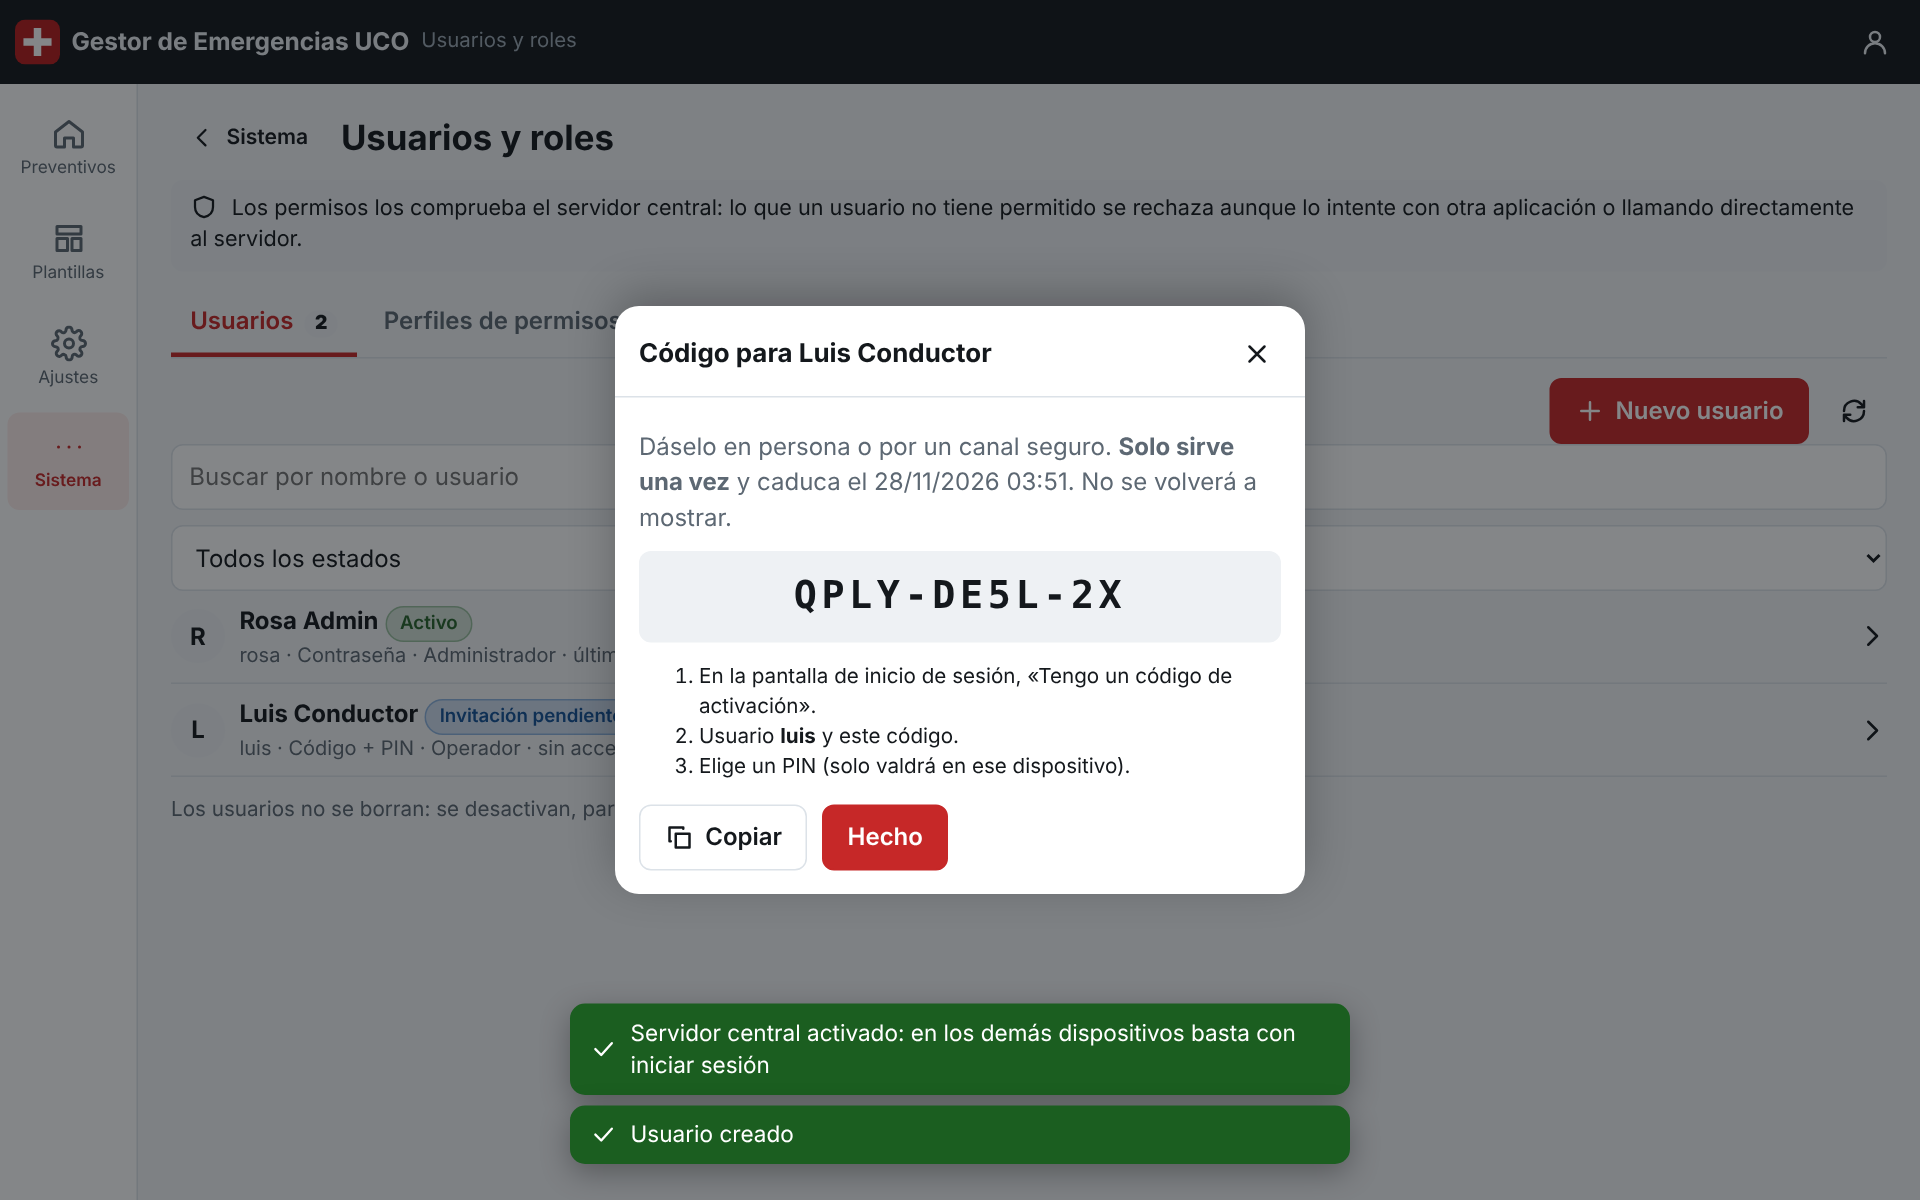 Gestor de Emergencias UCO Usuarios y roles
Preventivos
Plantillas
Ajustes
Sistema
Sistema Usuarios y roles
Los permisos los comprueba el servidor central: lo que un usuario no tiene permitido se rechaza aunque lo intente con otra aplicación o llamando directamente
al servidor.
Usuarios 2 Perfiles de permisos
Nuevo usuario
Buscar por nombre o usuario
Todos los estados
R Rosa Admin Activo
rosa · Contraseña · Administrador ·
L Luis Conductor Invitación
luis · Código + PIN · Operador · sin
Los usuarios no se borran: se desactivan,
Código para Luis Conductor
Dáselo en persona o por un canal seguro. Solo sirve
una vez y caduca el 28/11/2026 03:51. No se volverá a
mostrar.
QPLY-DE5L-2X
1. En la pantalla de inicio de sesión, «Tengo un código de
activación».
2. Usuario luis y este código.
3. Elige un PIN (solo valdrá en ese dispositivo).
Copiar
Hecho
Servidor central activado: en los demás dispositivos basta con
iniciar sesión
Usuario creado